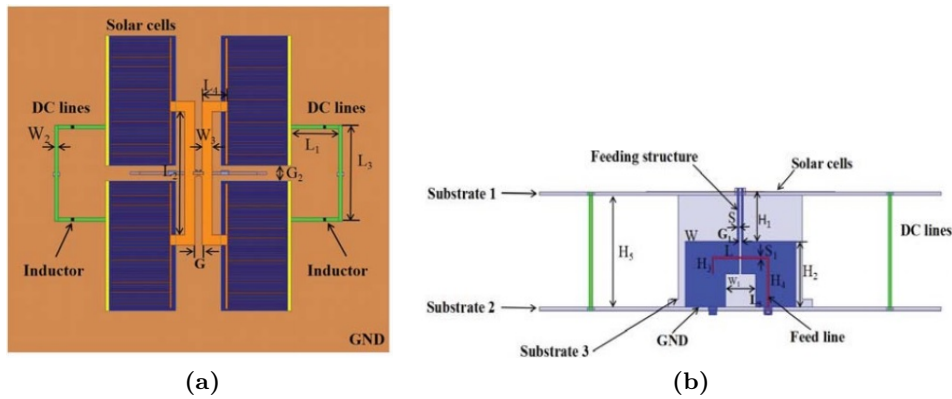 Solar cells
L₄
DC lines
DC lines
W₂
W₃
L₁
L₃
L₂
G₂
Inductor
Inductor
G
GND
(a)
Feeding structure
Solar cells
Substrate 1
S
H₁
DC lines
G₁
W
H₅
L
S₁
H₃
H₂
W₁
H₄
Substrate 2
GND
Feed line
Substrate 3
(b)